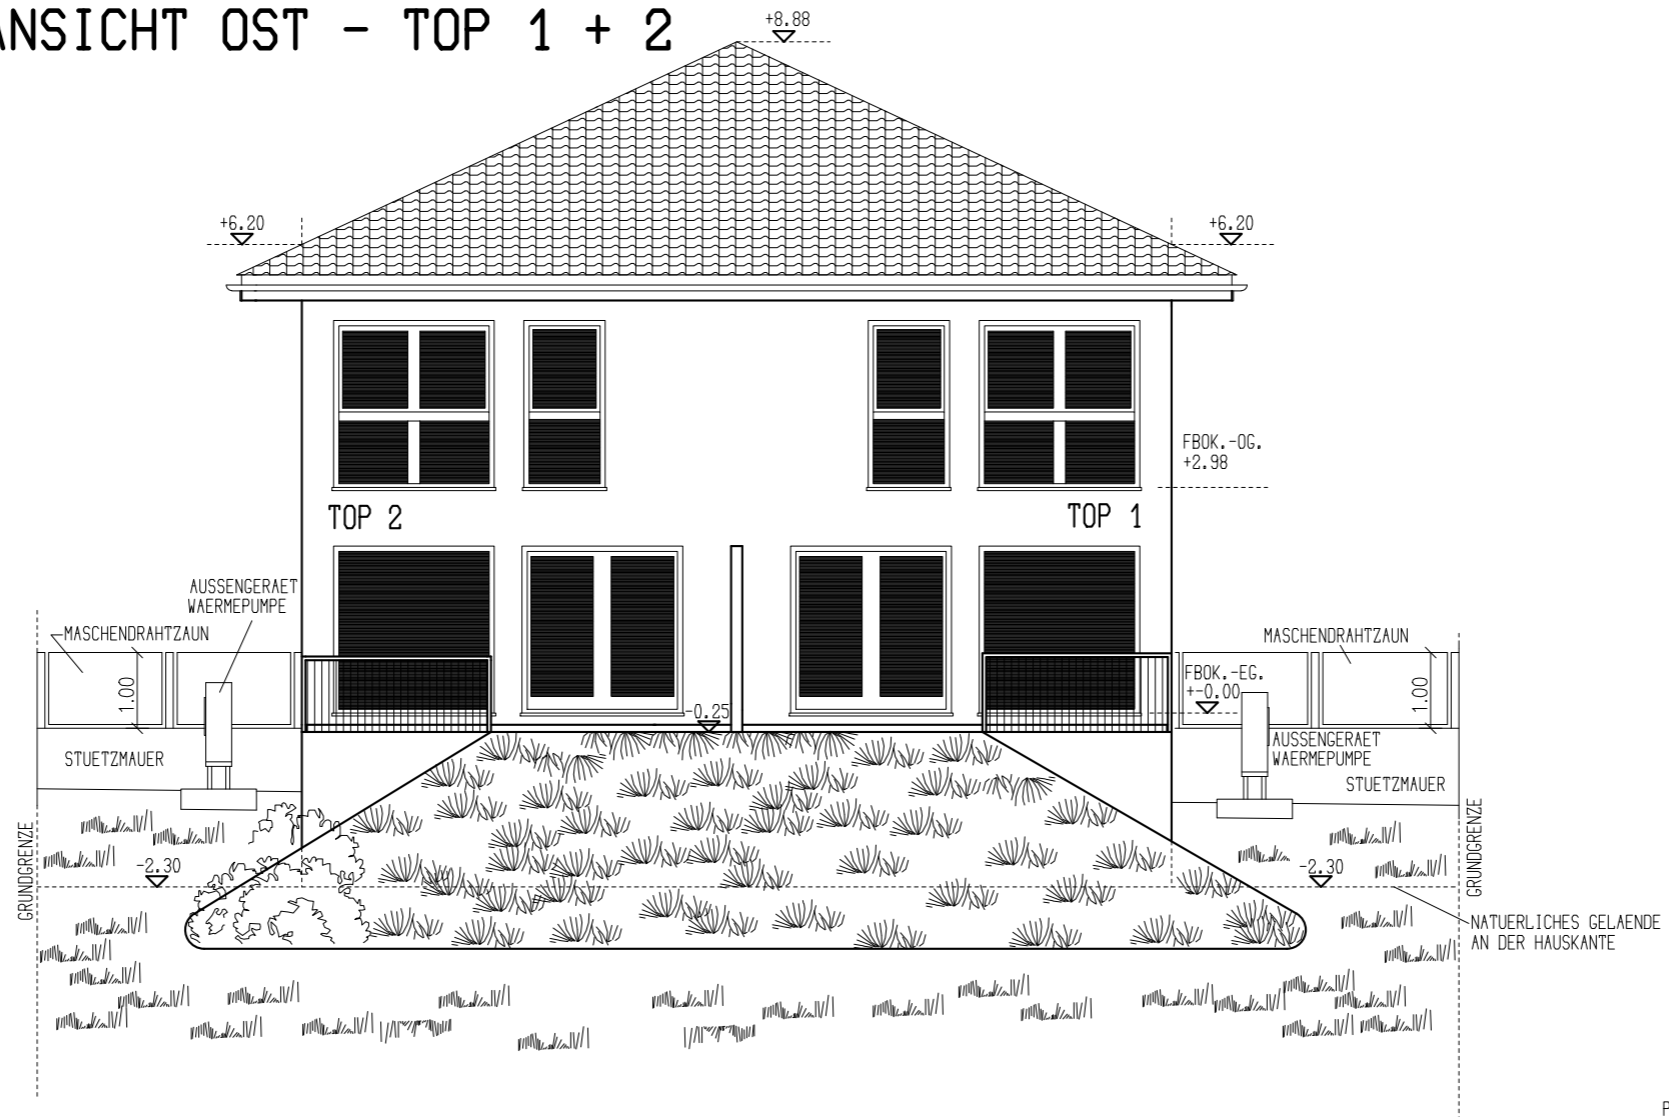 ANSICHT OST - TOP 1 + 2
+8.88
+6.20
+6.20
FBOK.-OG.
+2.98
TOP 2
TOP 1
AUSSENGERAET
WAERMEPUMPE
MASCHENDRAHTZAUN
MASCHENDRAHTZAUN
1.00
FBOK.-EG.
+-0.00
1.00
-0.25
STUETZMAUER
AUSSENGERAET
WAERMEPUMPE
STUETZMAUER
GRUNDGRENZE
-2.30
-2.30
GRUNDGRENZE
NATUERLICHES GELAENDE
AN DER HAUSKANTE
P